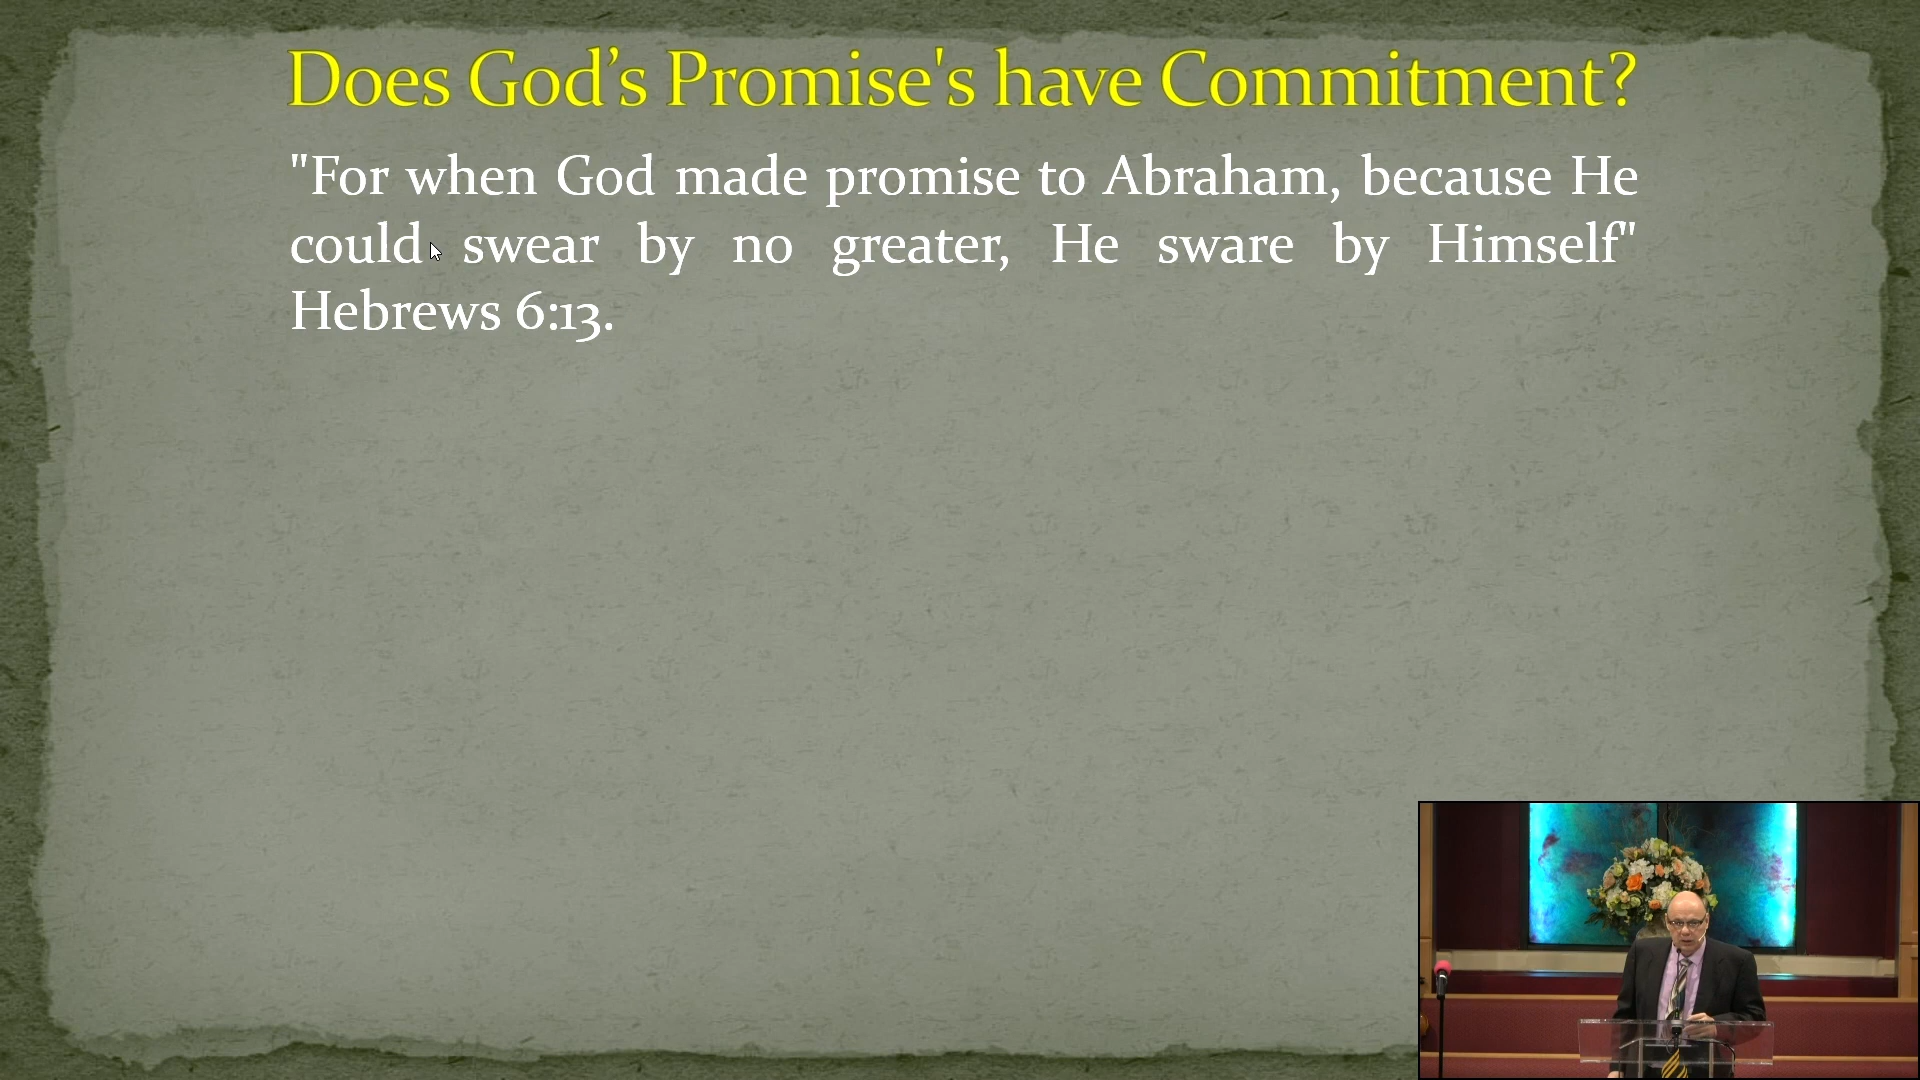 Does God’s Promise's have Commitment?
"For when God made promise to Abraham, because He
could swear by no greater, He sware by Himself"
Hebrews 6:13.